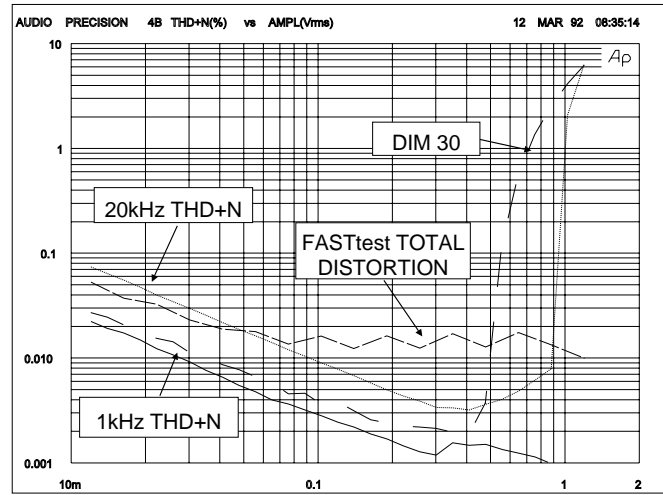 AUDIO PRECISION 4B THD+N(%) vs AMPL(Vrms) 12 MAR 92 08:35:14
10
Ap
DIM 30
1
20kHz THD+N
FASTtest TOTAL
DISTORTION
0.1
0.010
1kHz THD+N
0.001
10m 0.1 1 2